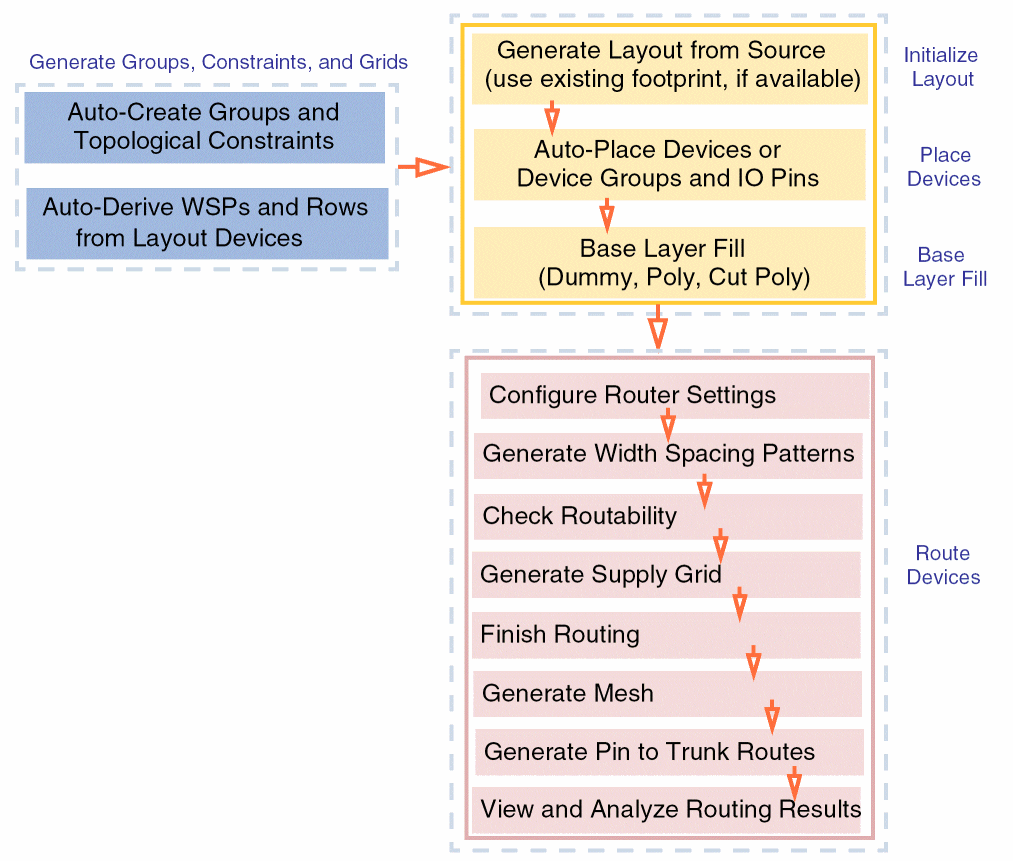 Generate Groups, Constraints, and Grids
Auto-Create Groups and
Topological Constraints
Auto-Derive WSPs and Rows
from Layout Devices
Generate Layout from Source
(use existing footprint, if available)
Initialize
Layout
Auto-Place Devices or
Device Groups and IO Pins
Place
Devices
Base Layer Fill
(Dummy, Poly, Cut Poly)
Base
Layer Fill
Configure Router Settings
Generate Width Spacing Patterns
Check Routability
Generate Supply Grid
Finish Routing
Generate Mesh
Generate Pin to Trunk Routes
View and Analyze Routing Results
Route
Devices